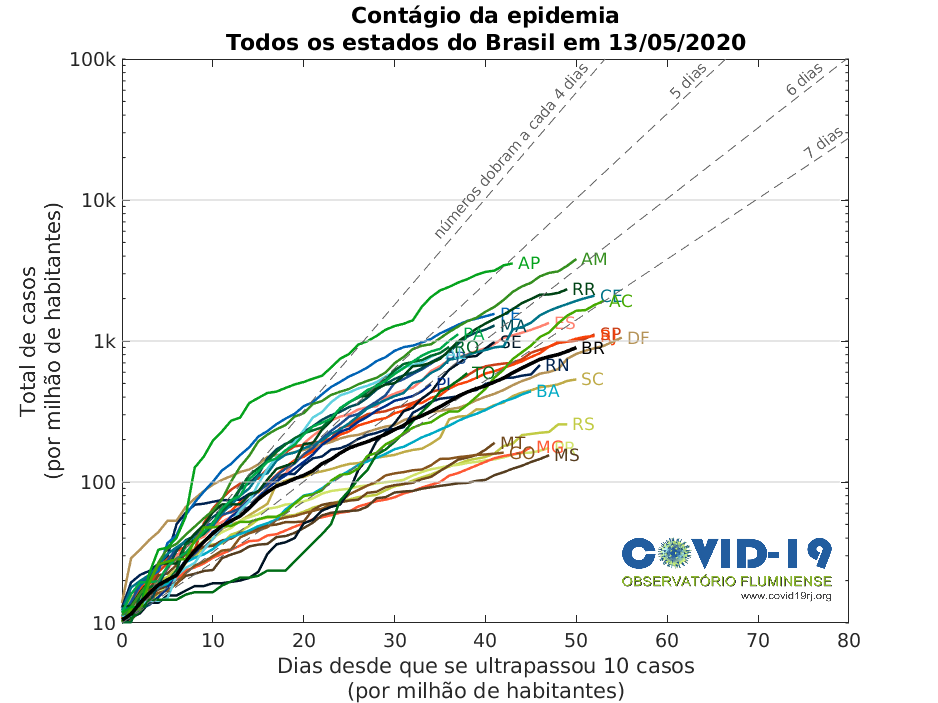 Contágio da epidemia
Todos os estados do Brasil em 13/05/2020
100k
10k
1k
100
10
Total de casos
(por milhão de habitantes)
números dobram a cada 4 dias
5 dias
6 dias
7 dias
AP
AM
RR
CE
AC
PE
MA
ES
PA
SP
DF
SE
RO
BR
RN
TO
PI
SC
BA
RS
MT
MG
GO
MS
COVID-19
OBSERVATÓRIO FLUMINENSE
www.covid19rj.org
0
10
20
30
40
50
60
70
80
Dias desde que se ultrapassou 10 casos
(por milhão de habitantes)